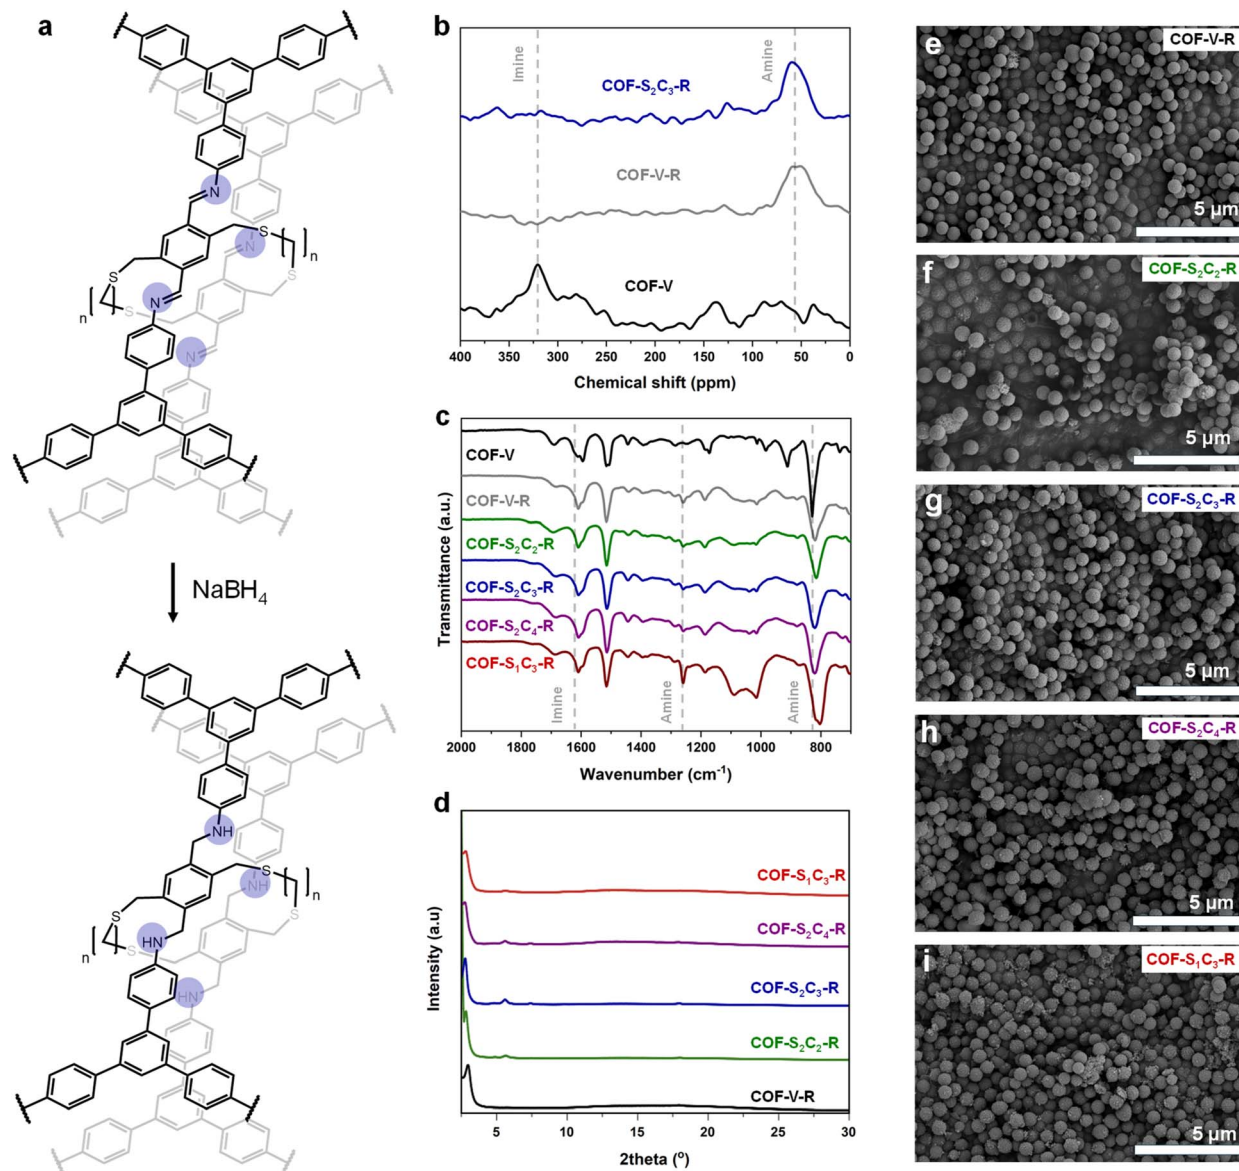 a
N
S
N
n
S
S
N
n
S
N
NaBH₄
NH
S
NH
n
S
S
HN
n
S
HN
b
Imine
Amine
COF-S₂C₃-R
COF-V-R
COF-V
400 350 300 250 200 150 100 50 0
Chemical shift (ppm)
c
Transmittance (a.u.)
COF-V
COF-V-R
COF-S₂C₂-R
COF-S₂C₃-R
COF-S₂C₄-R
COF-S₁C₃-R
Imine
Amine
Amine
2000 1800 1600 1400 1200 1000 800
Wavenumber (cm⁻¹)
d
Intensity (a.u)
COF-S₁C₃-R
COF-S₂C₄-R
COF-S₂C₃-R
COF-S₂C₂-R
COF-V-R
5 10 15 20 25 30
2theta (°)
e COF-V-R
5 µm
f COF-S₂C₂-R
5 µm
g COF-S₂C₃-R
5 µm
h COF-S₂C₄-R
5 µm
i COF-S₁C₃-R
5 µm